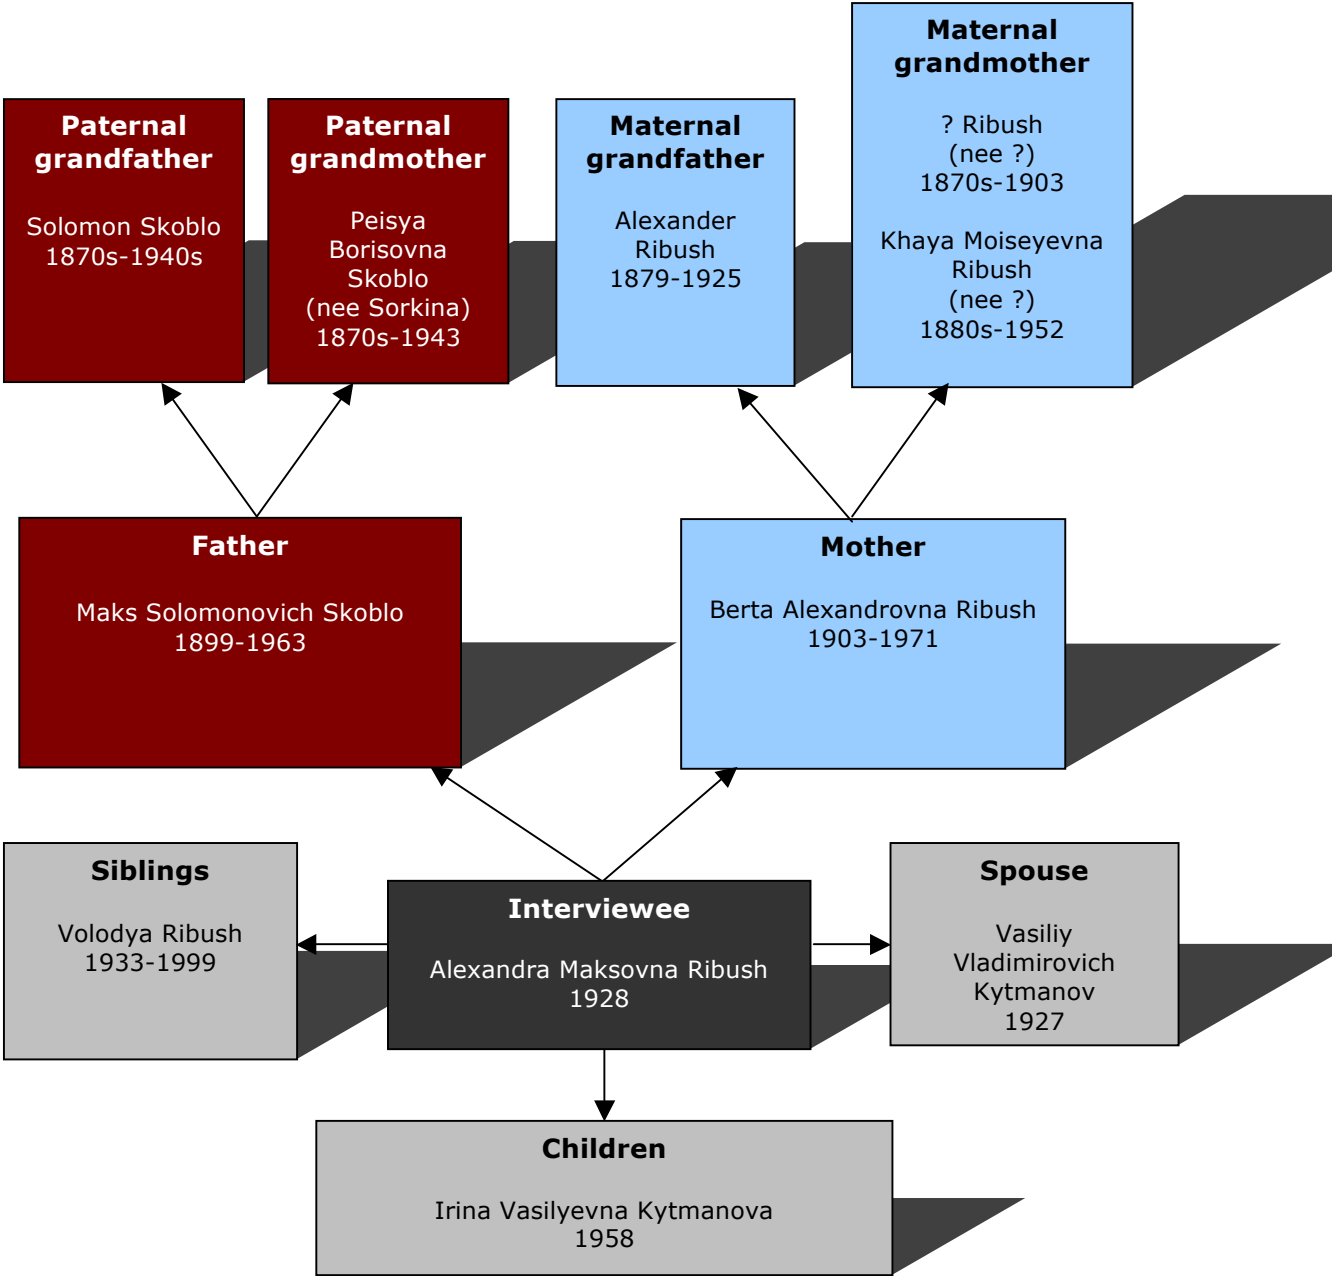 Paternal
grandfather
Solomon Skoblo
1870s-1940s
Paternal
grandmother
Peisya
Borisovna
Skoblo
(nee Sorkina)
1870s-1943
Maternal
grandfather
Alexander
Ribush
1879-1925
Maternal
grandmother
? Ribush
(nee ?)
1870s-1903
Khaya Moiseyevna
Ribush
(nee ?)
1880s-1952
Father
Maks Solomonovich Skoblo
1899-1963
Mother
Berta Alexandrovna Ribush
1903-1971
Siblings
Volodya Ribush
1933-1999
Interviewee
Alexandra Maksovna Ribush
1928
Spouse
Vasiliy
Vladimirovich
Kytmanov
1927
Children
Irina Vasilyevna Kytmanova
1958